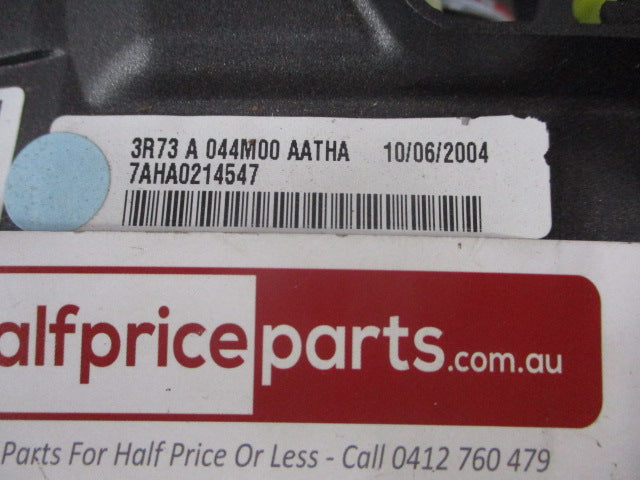 3R73 A 044M00 AATHA 10/06/2004
7AHA0214547
alfpriceparts.com.au
Parts For Half Price Or Less - Call 0412 760 479